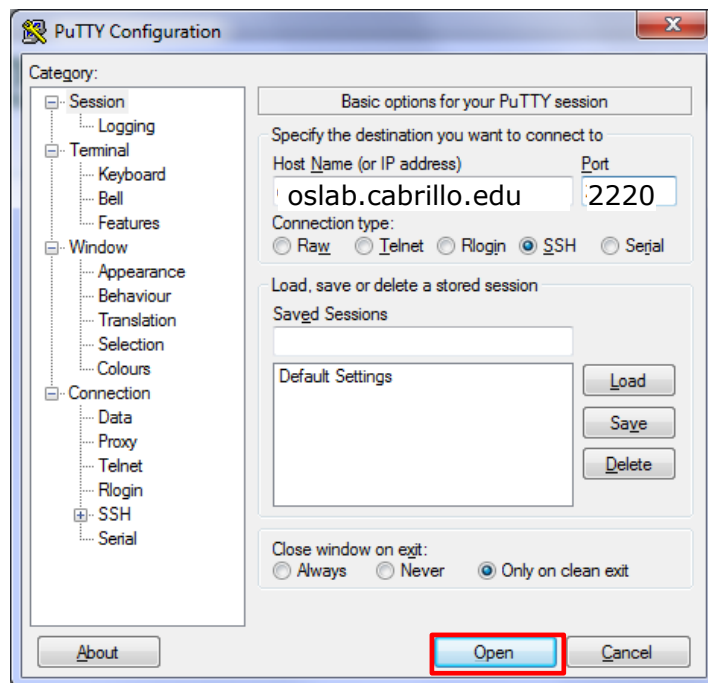 PuTTY Configuration
Category:
Session
Logging
Terminal
Keyboard
Bell
Features
Window
Appearance
Behaviour
Translation
Selection
Colours
Connection
Data
Proxy
Telnet
Rlogin
SSH
Serial
Basic options for your PuTTY session
Specify the destination you want to connect to
Host Name (or IP address) Port
oslab.cabrillo.edu 2220
Connection type:
Raw Telnet Rlogin SSH Serial
Load, save or delete a stored session
Saved Sessions
Default Settings
Load
Save
Delete
Close window on exit:
Always Never Only on clean exit
About Open Cancel